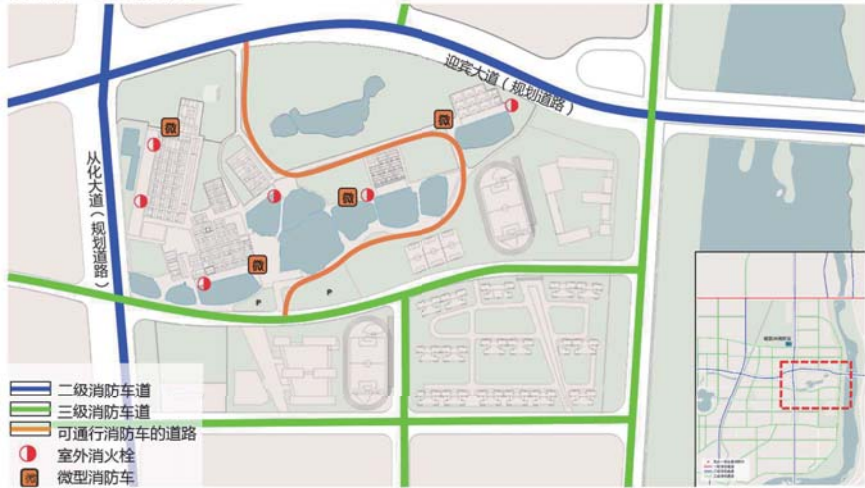 迎宾大道(规划道路)
从化大道(规划道路)
微
微
微
微
P
P
二级消防车道
三级消防车道
可通行消防车的道路
室外消火栓
微型消防车